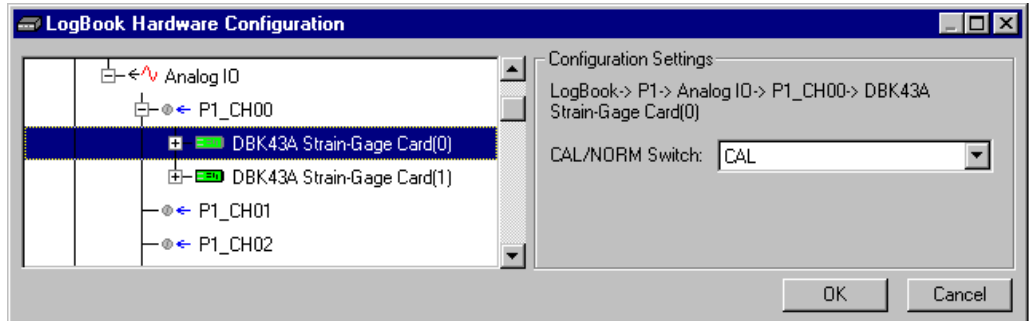 LogBook Hardware Configuration
Analog IO
P1_CH00
DBK43A Strain-Gage Card(0)
DBK43A Strain-Gage Card(1)
P1_CH01
P1_CH02
Configuration Settings
LogBook-> P1-> Analog IO-> P1_CH00-> DBK43A
Strain-Gage Card(0)
CAL/NORM Switch: CAL
OK Cancel